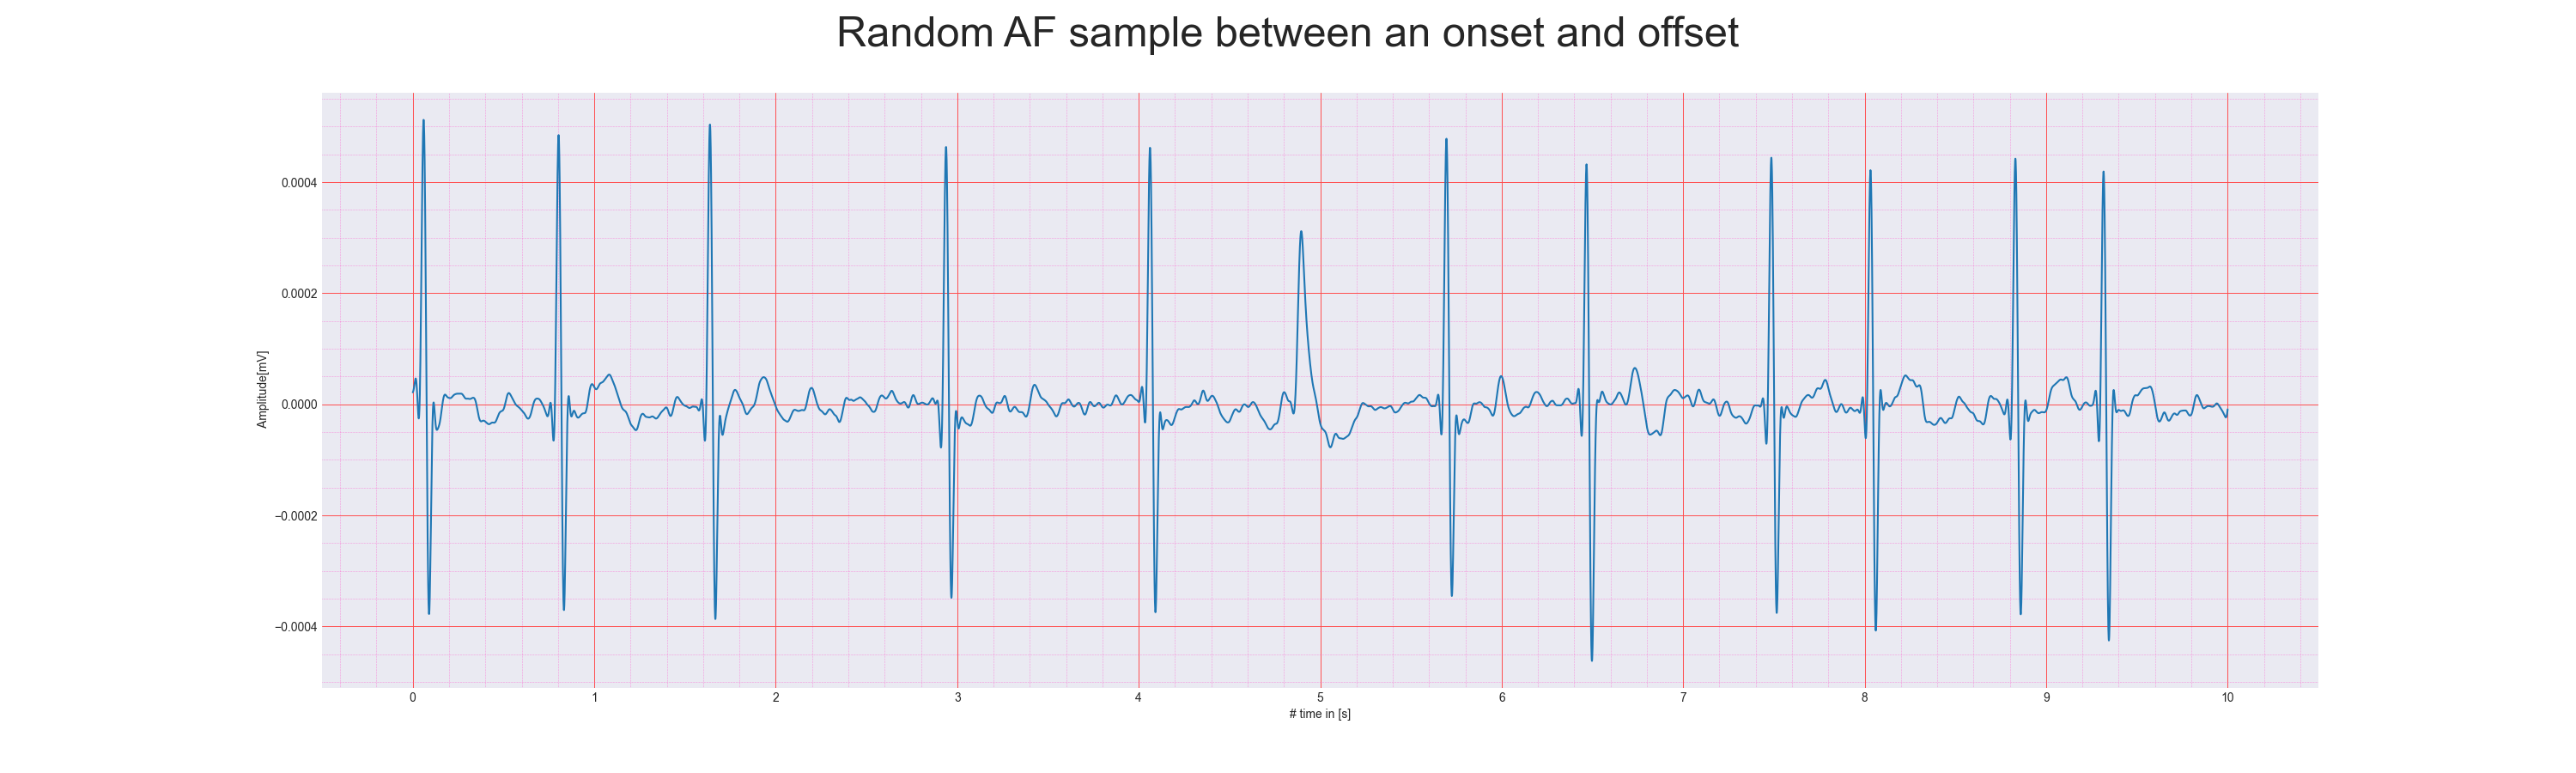 Random AF sample between an onset and offset
0.0004
0.0002
0.0000
−0.0002
−0.0004
Amplitude[mV]
0 1 2 3 4 5 6 7 8 9 10
# time in [s]